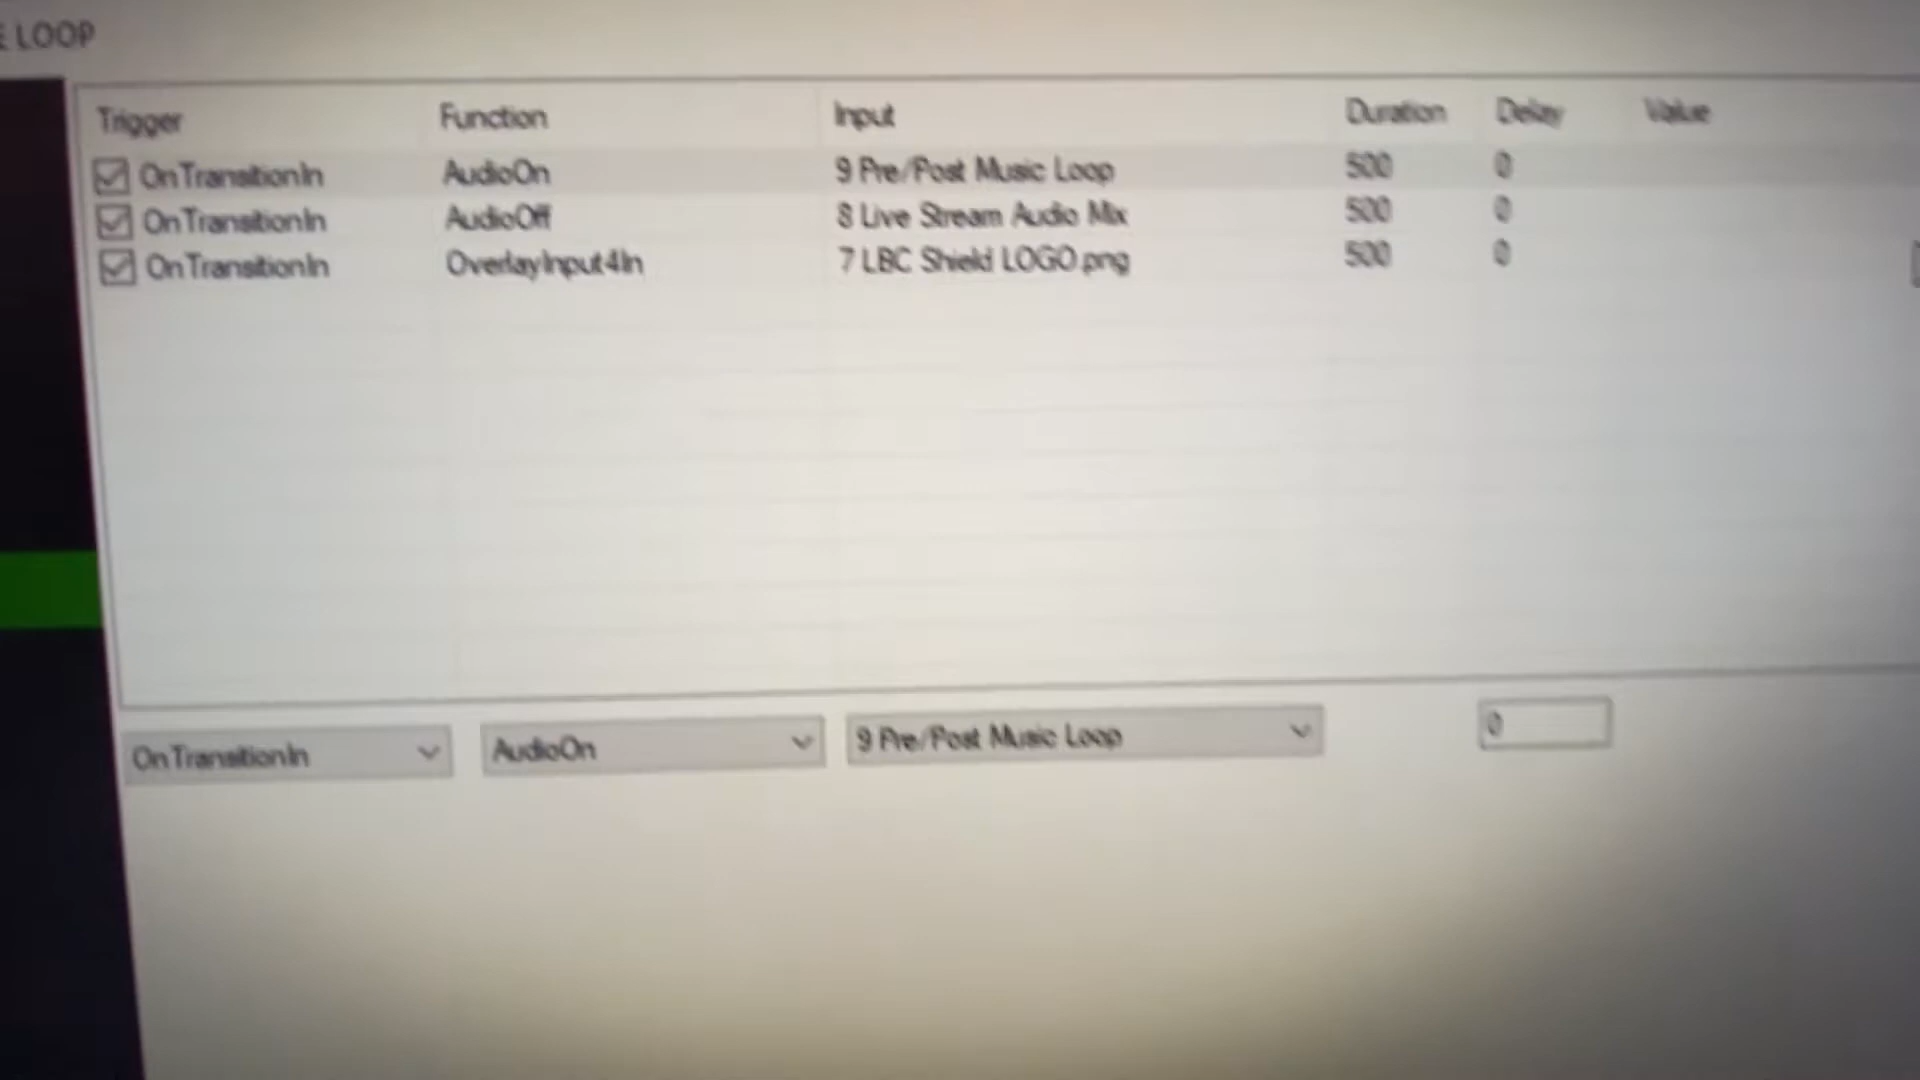 E LOOP
Trigger Function Input Duration Delay Value
OnTransitionIn AudioOn 9 Pre/Post Music Loop 500 0
OnTransitionIn AudioOff 8 Live Stream Audio Mix 500 0
OnTransitionIn OverlayInput4In 7 LBC Shield LOGO.png 500 0
OnTransitionIn AudioOn 9 Pre/Post Music Loop 0